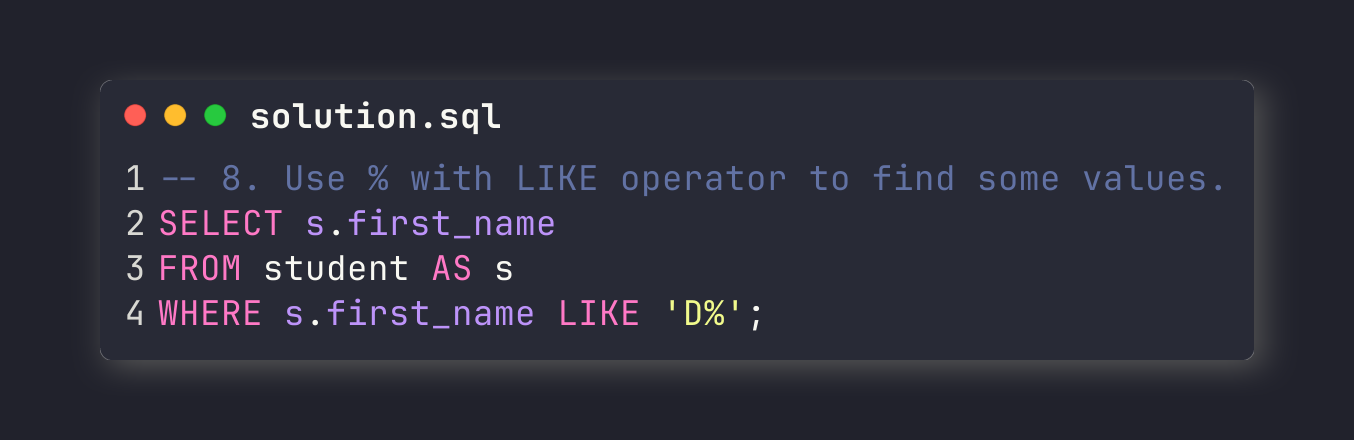 solution.sql
1 -- 8. Use % with LIKE operator to find some values.
2 SELECT s.first_name
3 FROM student AS s
4 WHERE s.first_name LIKE 'D%';